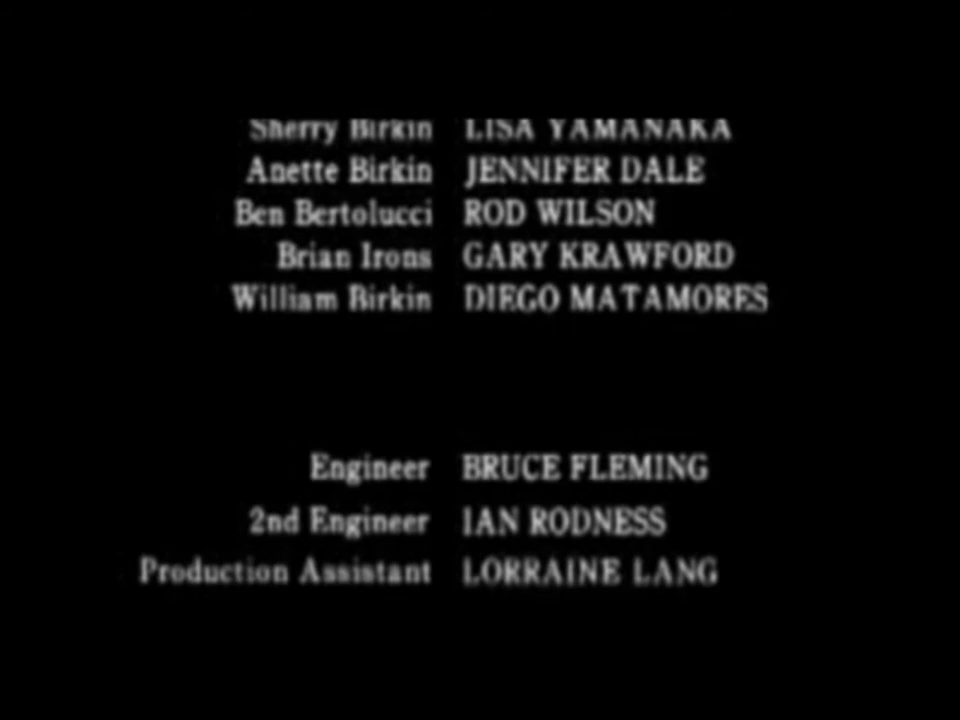 Sherry Birkin LISA YAMANAKA
Anette Birkin JENNIFER DALE
Ben Bertolucci ROD WILSON
Brian Irons GARY KRAWFORD
William Birkin DIEGO MATAMORES
Engineer BRUCE FLEMING
2nd Engineer IAN RODNESS
Production Assistant LORRAINE LANG